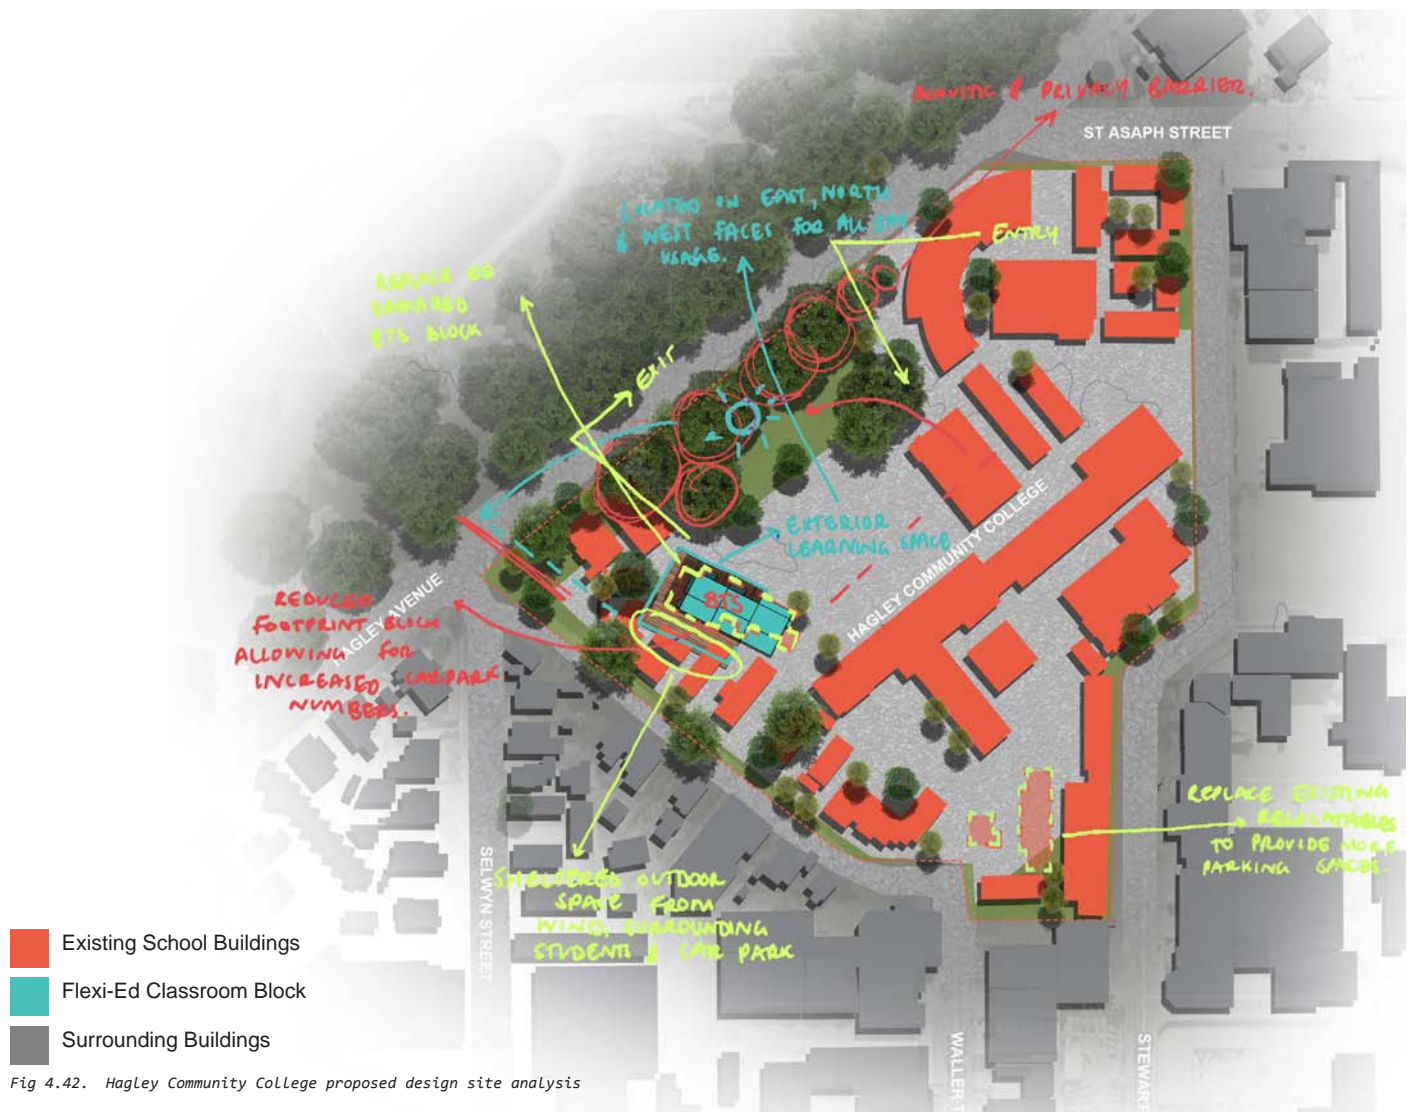 ACOUSTIC & PRIVACY BARRIER.
ST ASAPH STREET
LOCATED ON EAST, NORTH
& WEST FACES FOR ALL DAY
USAGE.
ENTRY
REPLACE
DAMAGED
BTS BLOCK
EXIT
EXTERIOR
LEARNING SPACE
HAGLEY COMMUNITY COLLEGE
BTS
HAGLEY AVENUE
REDUCED
FOOTPRINT BLOCK
ALLOWING FOR
INCREASED CARPARK
NUMBERS.
REPLACE EXISTING
RELOCATABLES
TO PROVIDE MORE
PARKING SPACES.
SHELTERED OUTDOOR
SPACE FROM
WIND, SURROUNDING
STUDENTS & CAR PARK
SELWYN STREET
WALLER T
STEWART
Existing School Buildings
Flexi-Ed Classroom Block
Surrounding Buildings
Fig 4.42. Hagley Community College proposed design site analysis